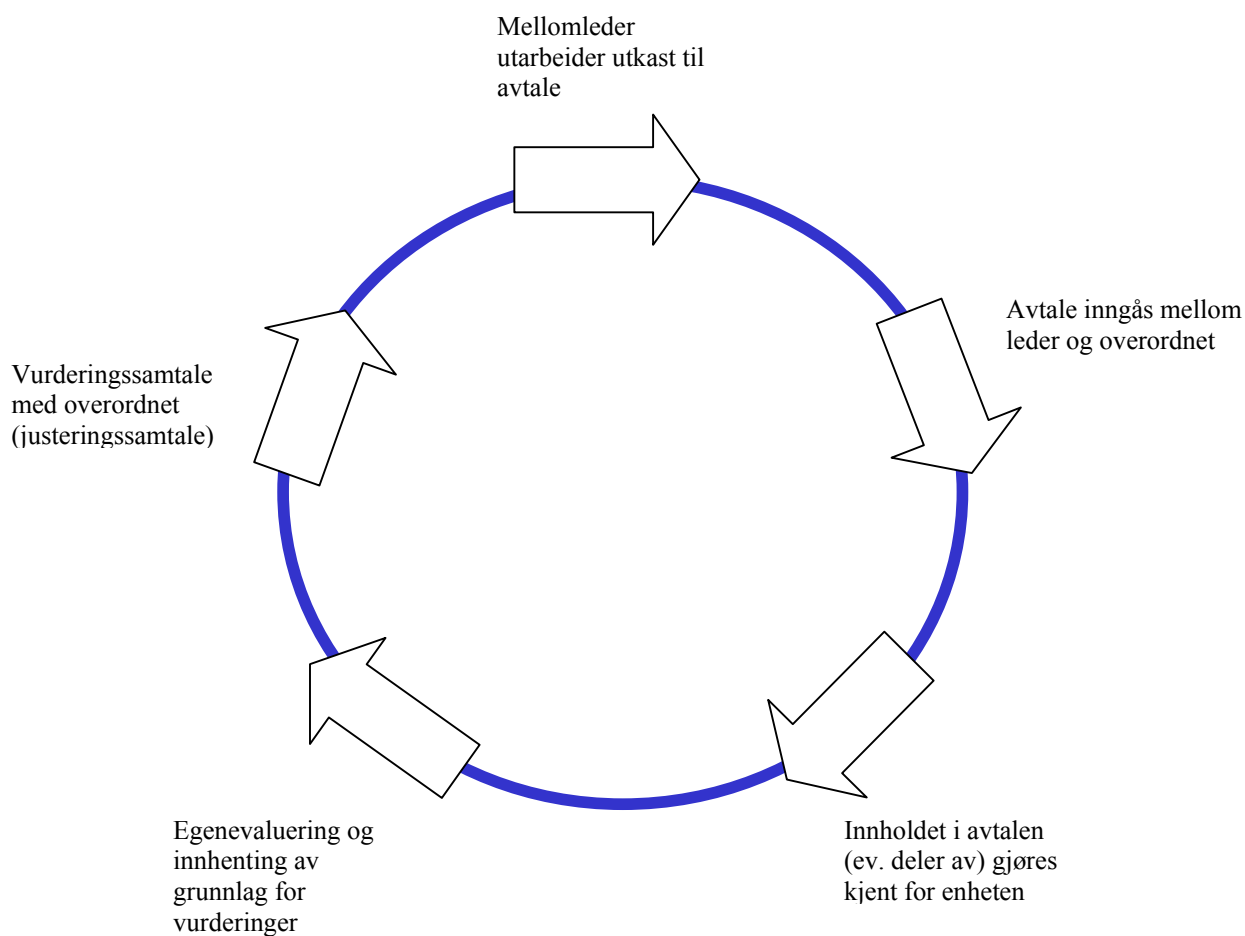 Mellomleder
utarbeider utkast til
avtale
Avtale inngås mellom
leder og overordnet
Innholdet i avtalen
(ev. deler av) gjøres
kjent for enheten
Egenevaluering og
innhenting av
grunnlag for
vurderinger
Vurderingssamtale
med overordnet
(justeringssamtale)